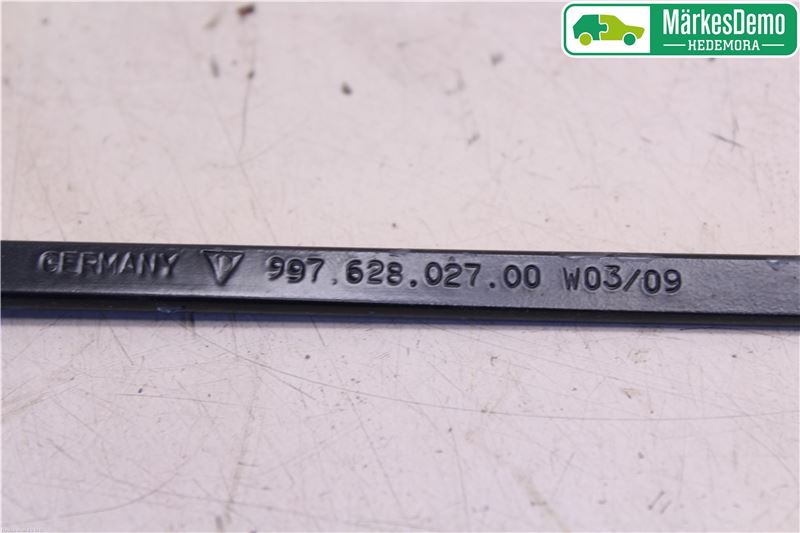 MärkesDemo
HEDEMORA
GERMANY 997.628.027.00 W03/09